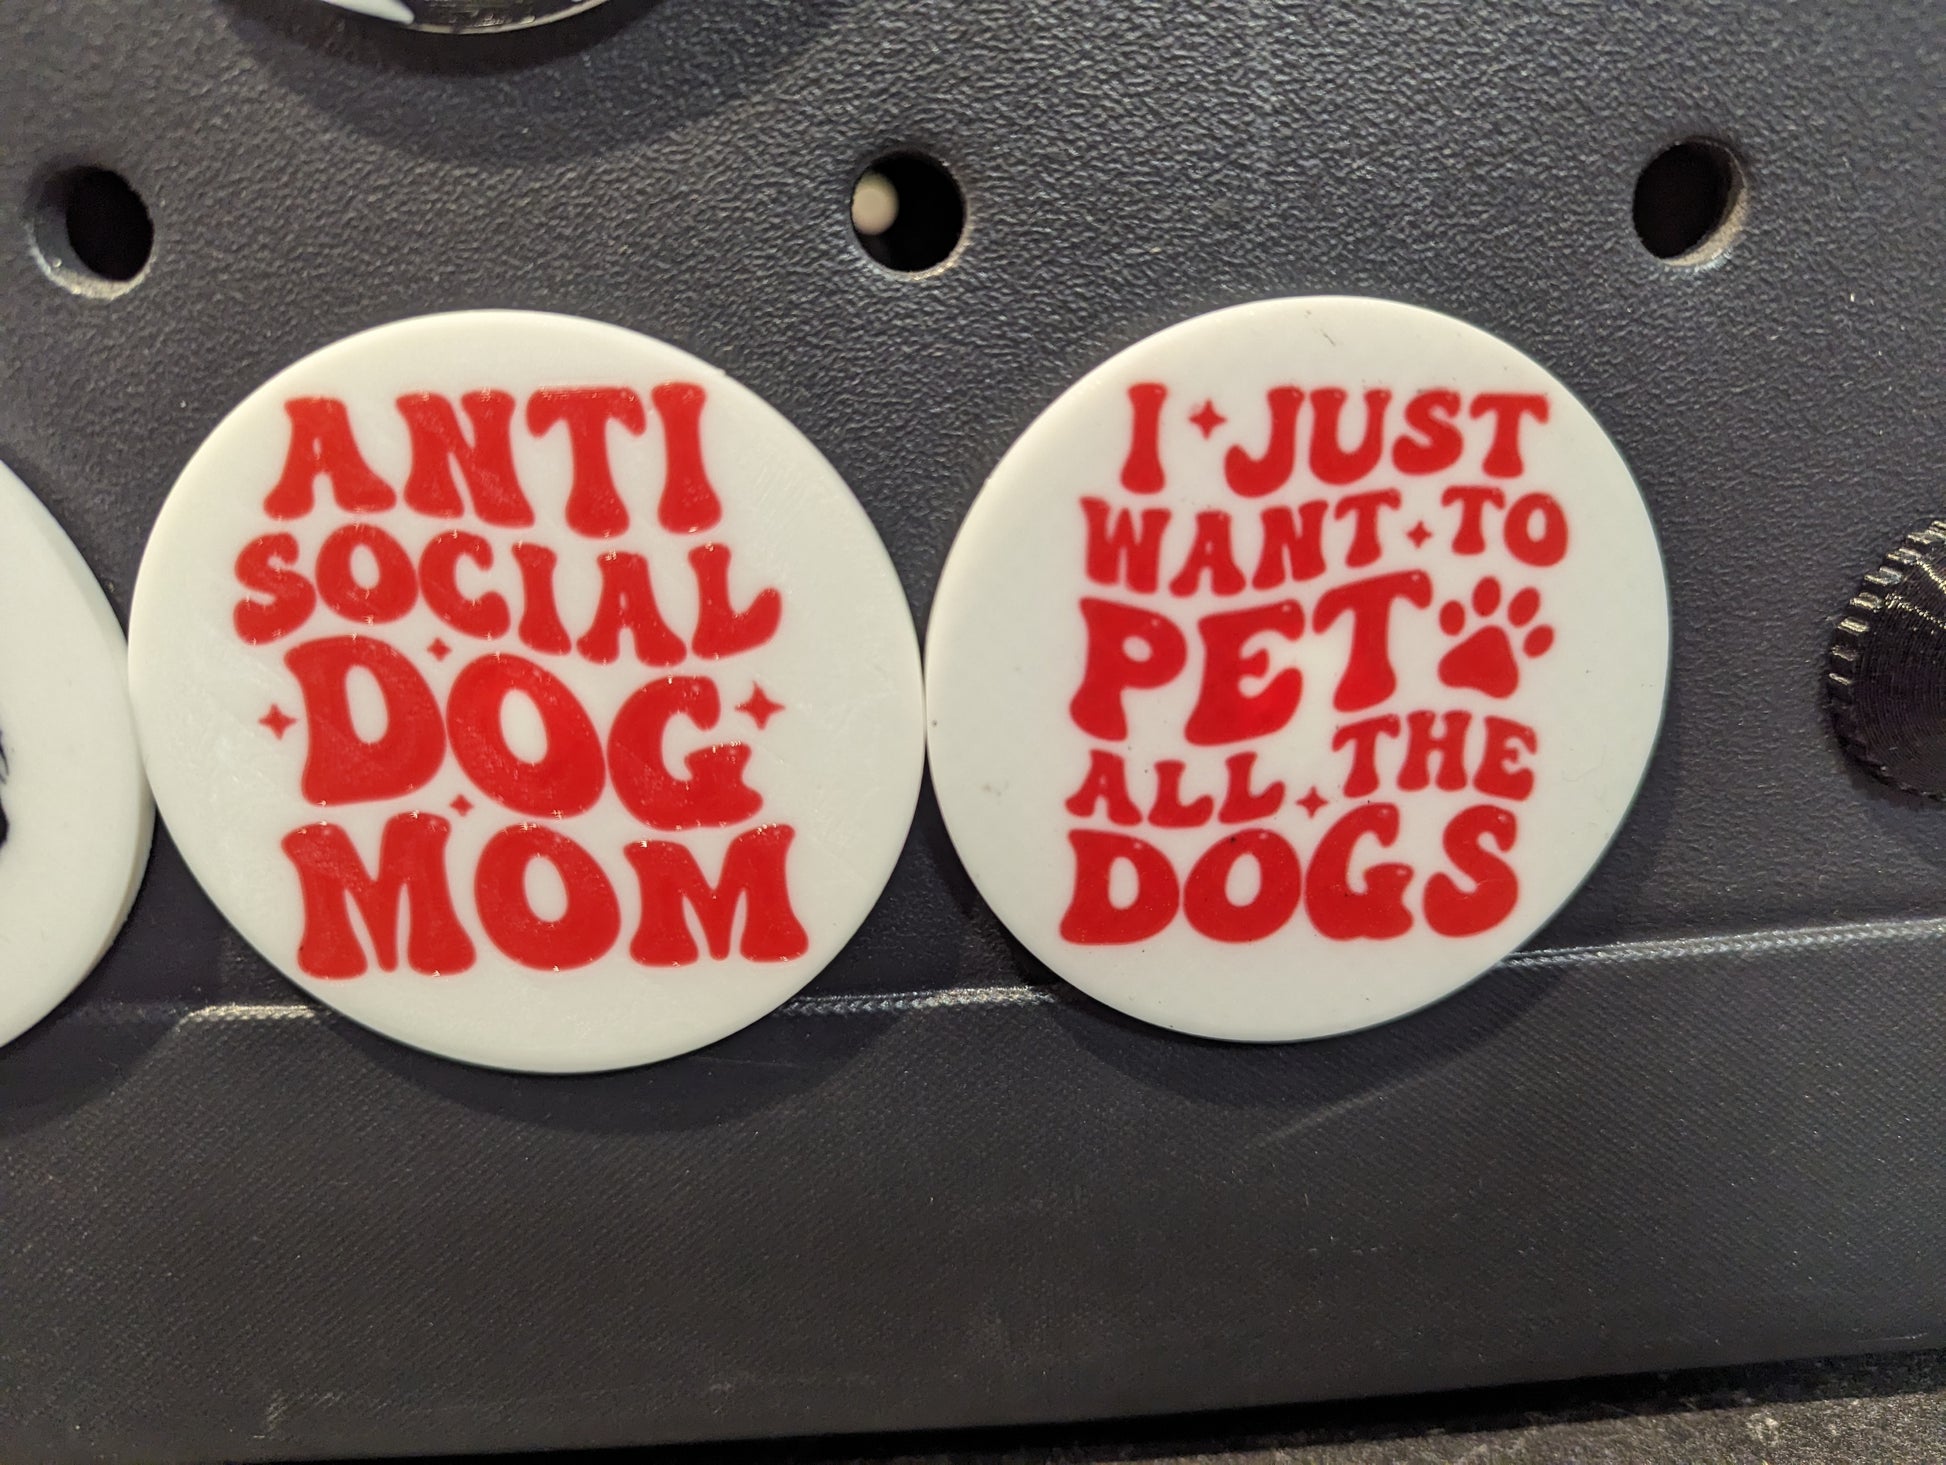 ANTI
SOCIAL
DOG
MOM
I JUST
WANT TO
PET
ALL THE
DOGS